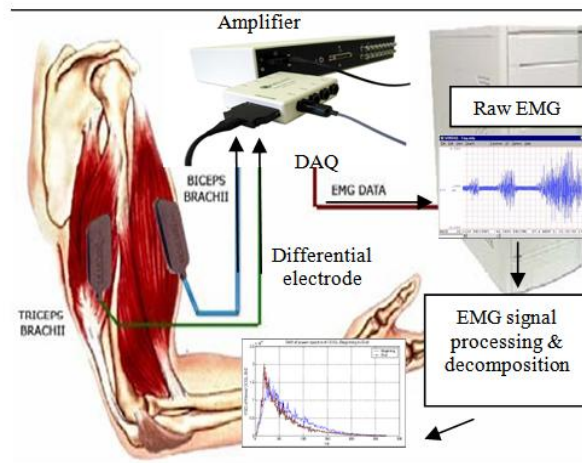 Amplifier
Raw EMG
DAQ
BICEPS
BRACHII
EMG DATA
Differential
electrode
TRICEPS
BRACHII
EMG signal
processing &
decomposition